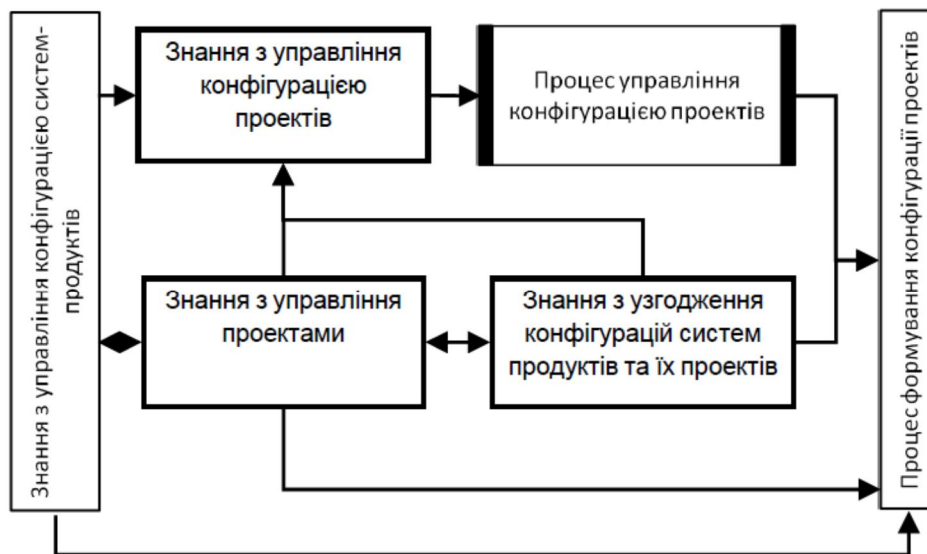 Знання з управління конфігурацією систем-
продуктів
Знання з управління
конфігурацією
проектів
Процес управління
конфігурацією проектів
Знання з управління
проектами
Знання з узгодження
конфігурацій систем
продуктів та їх проектів
Процес формування конфігурації проектів